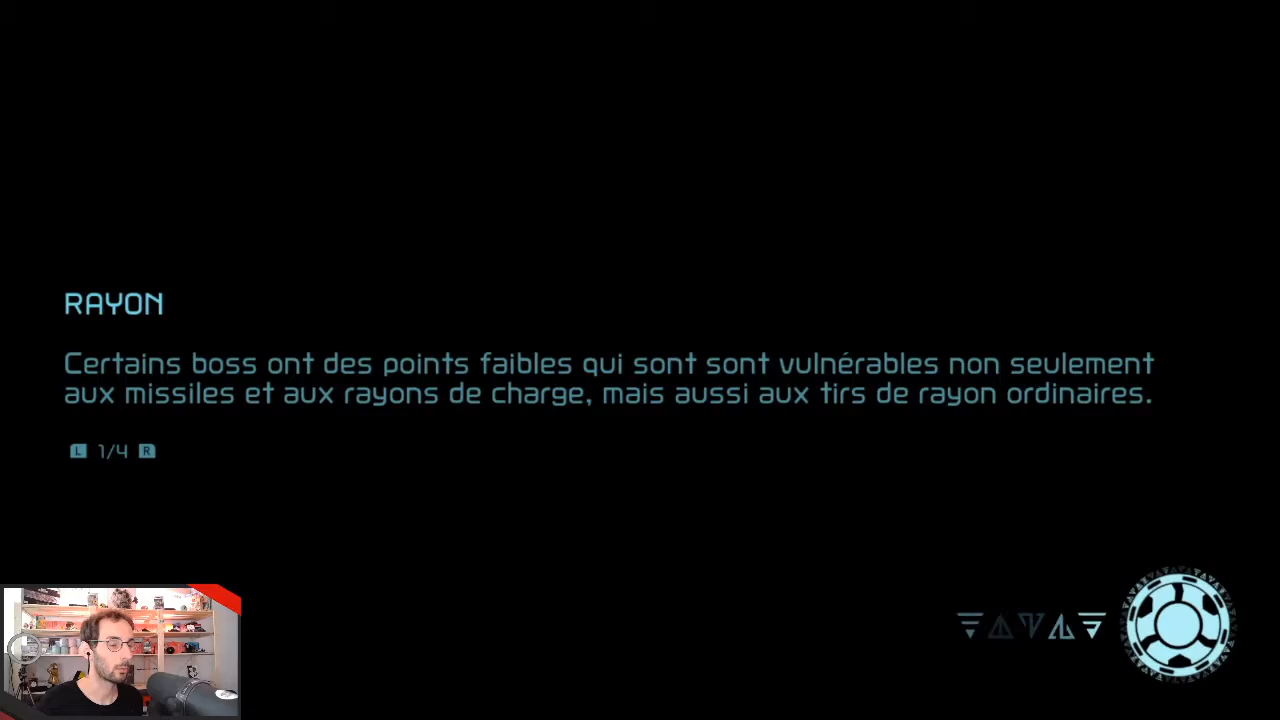 RAYON
Certains boss ont des points faibles qui sont sont vulnérables non seulement
aux missiles et aux rayons de charge, mais aussi aux tirs de rayon ordinaires.
L 1/4 R